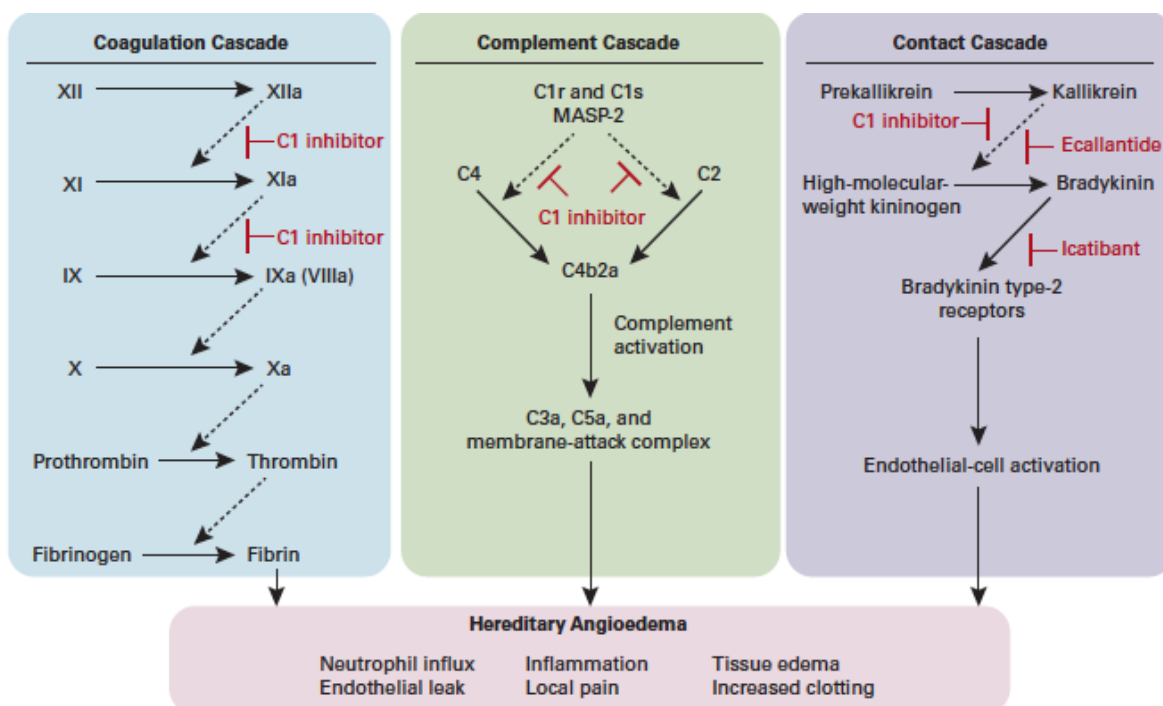 Coagulation Cascade
XII
XIIa
C1 inhibitor
XI
XIa
C1 inhibitor
IX
IXa (VIIIa)
X
Xa
Prothrombin
Thrombin
Fibrinogen
Fibrin
Complement Cascade
C1r and C1s
MASP-2
C4
C2
C1 inhibitor
C4b2a
Complement
activation
C3a, C5a, and
membrane-attack complex
Contact Cascade
Prekallikrein
Kallikrein
C1 inhibitor
Ecallantide
High-molecular-
weight kininogen
Bradykinin
Icatibant
Bradykinin type-2
receptors
Endothelial-cell activation
Hereditary Angioedema
Neutrophil influx
Inflammation
Tissue edema
Endothelial leak
Local pain
Increased clotting